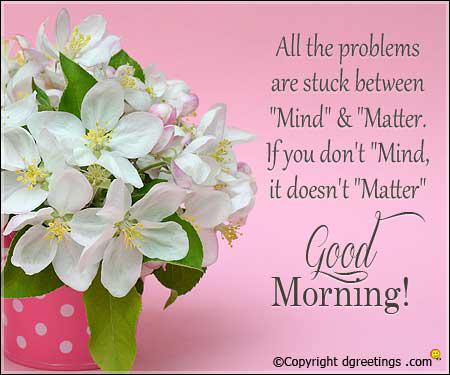 All the problems
are stuck between
"Mind" & "Matter.
If you don't "Mind,
it doesn't "Matter"
Good
Morning!
©Copyright dgreetings .com